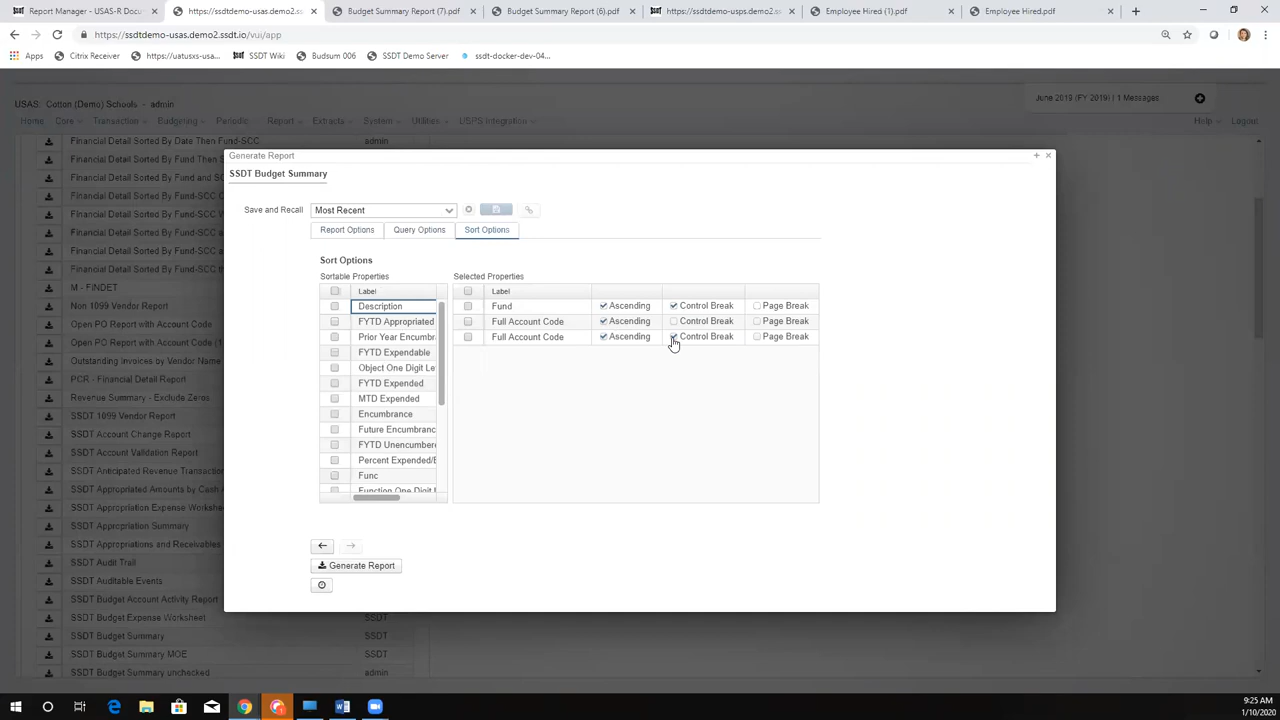 Report Manager - USAS-R Docu
https://ssdtdemo-usas.demo2.ssdt.io
Budget Summary Report (7).pdf
Budget Summary Report (6).pdf
https://ssdtdemo-usps.demo2.ssdt
Employee Hired (1).pdf
Employee Hired.pdf
https://ssdtdemo-usas.demo2.ssdt.io/vui/app
Apps
Citrix Receiver
https://uatusxs-usa...
SSDT Wiki
Budsum 006
SSDT Demo Server
ssdt-docker-dev-04...
USAS: Cotton (Demo) Schools - admin
June 2019 (FY 2019) | 1 Messages
Home Core Transaction Budgeting Periodic Report Extracts System Utilities USPS Integration Help Logout
Financial Detail Sorted By Date Then Fund-SCC admin
Financial Detail Sorted By Fund Then S
Financial Detail Sorted By Fund and SC
Financial Detail Sorted By Fund-SCC
Financial Detail Sorted By Fund-SCC C
Financial Detail Sorted By Fund-SCC W
Financial Detail Sorted By Fund-SCC a
Financial Detail Sorted By Fund-SCC a
M - FINDET
Non 1099 Vendor Report
Open PO Report with Account Code
Open PO Report with Account Code (1
Outstanding invoices by Vendor Name
PCR - Financial Detail Report
Revenue Summary - Exclude Zeros
SSDT 1099 Vendor Report
SSDT Account Change Report
SSDT Account Validation Report
SSDT Anticipated Revenue Transaction
SSDT Appropriated Amounts by Cash A
SSDT Appropriation Expense Workshee
SSDT Appropriation Summary
SSDT Appropriations and Receivables
SSDT Audit Trail
SSDT Auditable Events
SSDT Budget Account Activity Report
SSDT Budget Expense Worksheet SSDT
SSDT Budget Summary SSDT
SSDT Budget Summary MOE SSDT
SSDT Budget Summary unchecked admin
Generate Report
SSDT Budget Summary
Save and Recall Most Recent
Report Options Query Options Sort Options
Sort Options
Sortable Properties Selected Properties
Label Label
Description
FYTD Appropriated
Prior Year Encumbr
FYTD Expendable
Object One Digit Le
FYTD Expended
MTD Expended
Encumbrance
Future Encumbranc
FYTD Unencumbere
Percent Expended/E
Func
Function One Digit
Fund Ascending Control Break Page Break
Full Account Code Ascending Control Break Page Break
Full Account Code Ascending Control Break Page Break
Generate Report
9:25 AM
1/10/2020